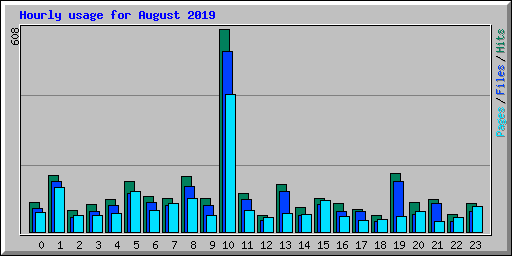 Hourly usage for August 2019
608
Pages/Files/Hits
0 1 2 3 4 5 6 7 8 9 10 11 12 13 14 15 16 17 18 19 20 21 22 23